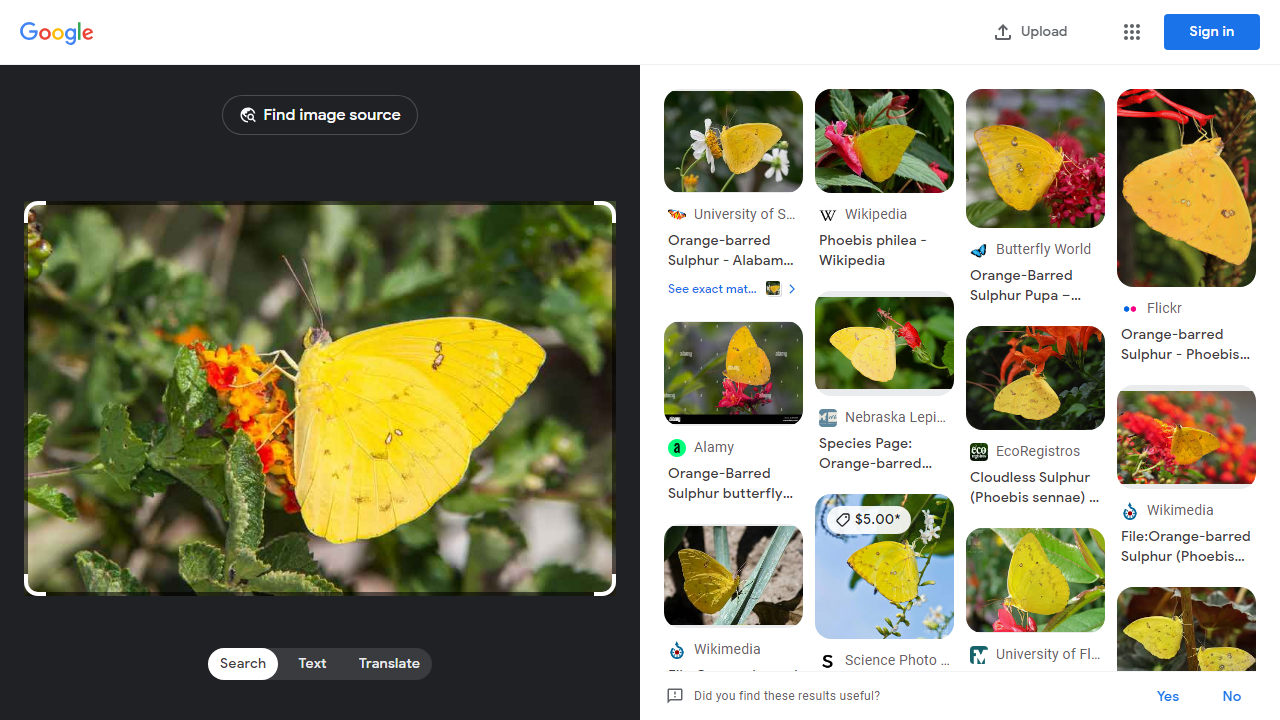 Google
Upload
Sign in
Find image source
Search
Text
Translate
University of S...
Orange-barred
Sulphur - Alabam...
See exact mat...
alamy
a
Alamy
Orange-Barred
Sulphur butterfly...
Wikimedia
W
Wikipedia
Phoebis philea -
Wikipedia
Nebraska Lepi...
Species Page:
Orange-barred...
$5.00*
S
Science Photo ...
Butterfly World
Orange-Barred
Sulphur Pupa –...
eco
EcoRegistros
Cloudless Sulphur
(Phoebis sennae) ...
University of Fl...
Flickr
Orange-barred
Sulphur - Phoebis...
Wikimedia
File:Orange-barred
Sulphur (Phoebis...
Did you find these results useful?
Yes
No